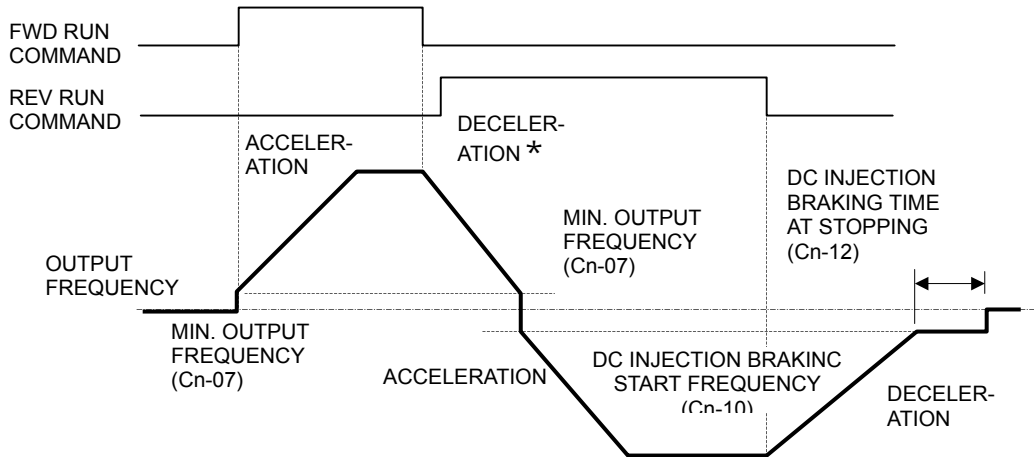 FWD RUN
COMMAND
REV RUN
COMMAND
ACCELER-
ATION
DECELER-
ATION *
DC INJECTION
BRAKING TIME
AT STOPPING
(Cn-12)
MIN. OUTPUT
FREQUENCY
(Cn-07)
OUTPUT
FREQUENCY
MIN. OUTPUT
FREQUENCY
(Cn-07)
ACCELERATION
DC INJECTION BRAKINC
START FREQUENCY
(Cn-10)
DECELER-
ATION